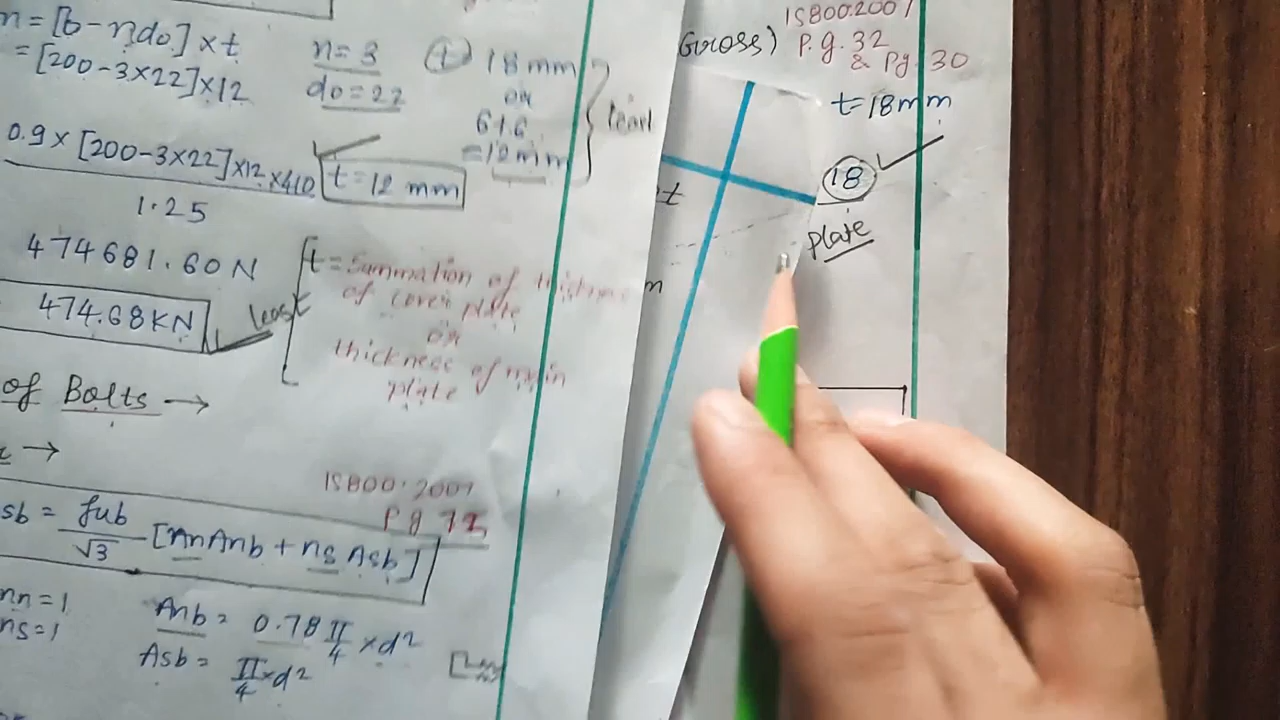 n = [b - ndo] × t
= [200 - 3×22] × 12
n = 3
do = 22
(t) 18 mm
or
6+6
= 12 mm
least
0.9 × [200 - 3×22] × 12 × 410
1.25
t = 12 mm
474681.60 N
474.68 KN
least
t = Summation of thickness
of cover plate
or
thickness of main
plate
of Bolts →
→
IS800:2007
Pg 75
sb = fub/√3 [nn Anb + ns Asb]
nn = 1
ns = 1
Anb = 0.78 π/4 × d²
Asb = π/4 × d²
IS800:2007
Gross) P.g. 32
& Pg. 30
t = 18 mm
18
t
plate
m